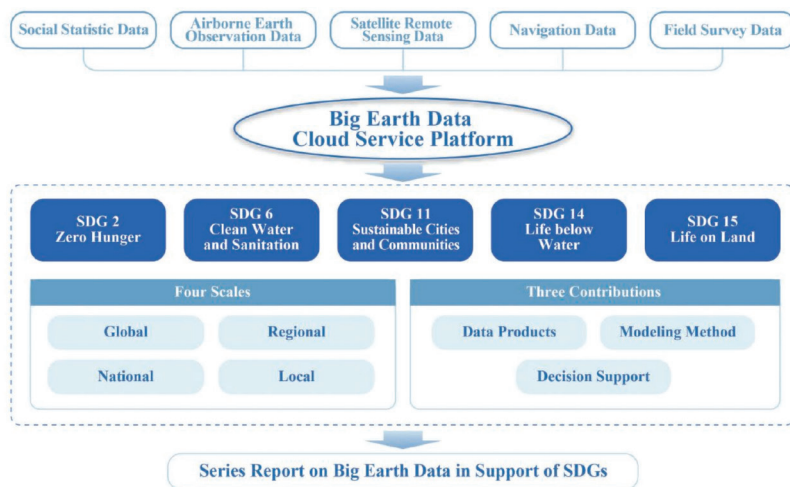 Social Statistic Data
Airborne Earth
Observation Data
Satellite Remote
Sensing Data
Navigation Data
Field Survey Data
Big Earth Data
Cloud Service Platform
SDG 2
Zero Hunger
SDG 6
Clean Water
and Sanitation
SDG 11
Sustainable Cities
and Communities
SDG 14
Life below
Water
SDG 15
Life on Land
Four Scales
Global
Regional
National
Local
Three Contributions
Data Products
Modeling Method
Decision Support
Series Report on Big Earth Data in Support of SDGs